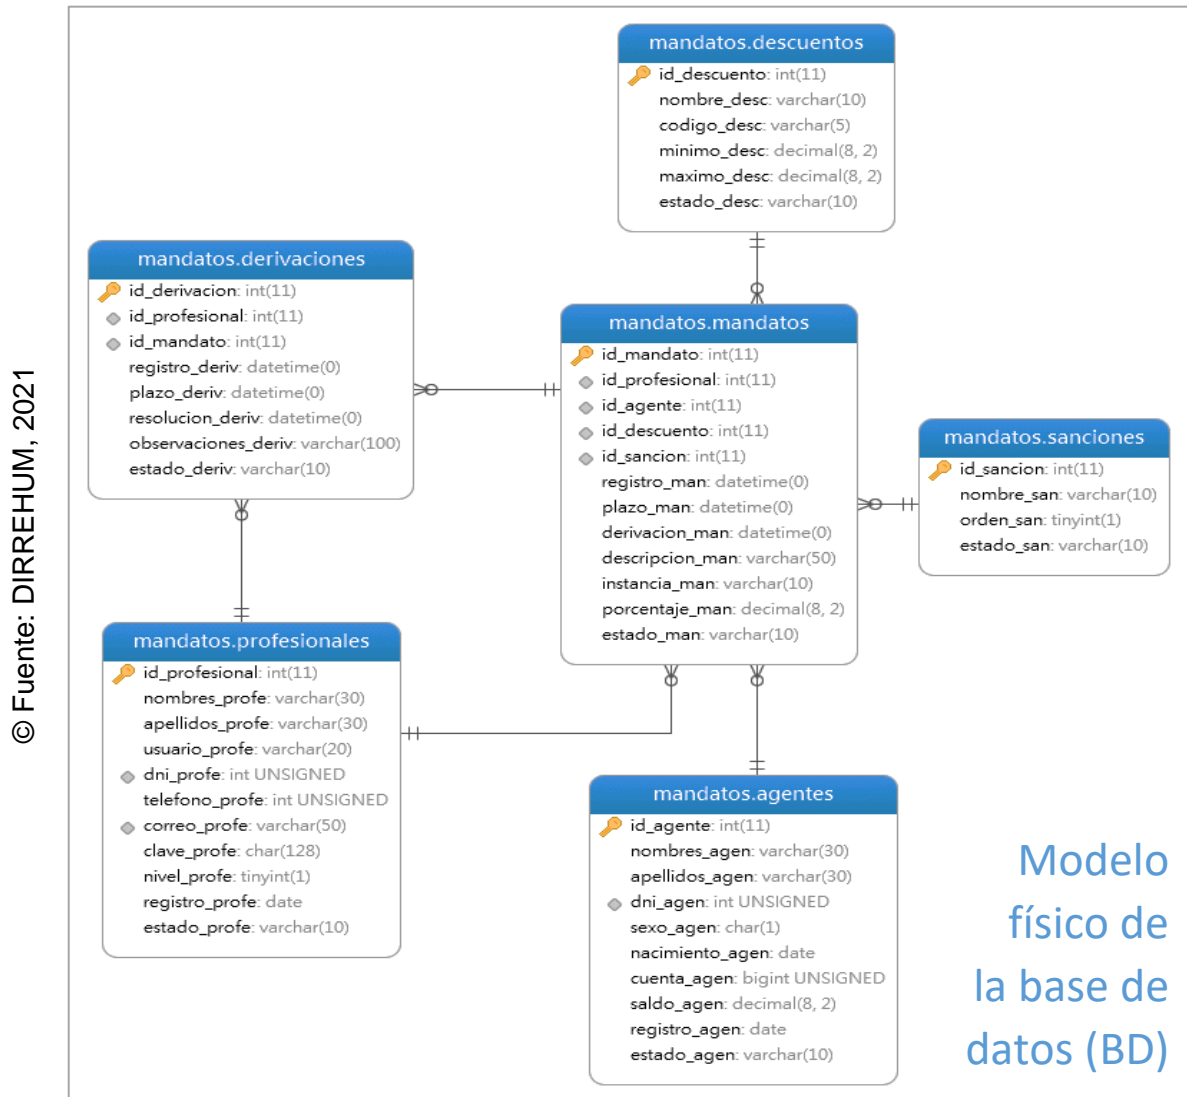 © Fuente: DIRREHUM, 2021
mandatos.descuentos
id_descuento: int(11)
nombre_desc: varchar(10)
codigo_desc: varchar(5)
minimo_desc: decimal(8, 2)
maximo_desc: decimal(8, 2)
estado_desc: varchar(10)
mandatos.derivaciones
id_derivacion: int(11)
id_profesional: int(11)
id_mandato: int(11)
registro_deriv: datetime(0)
plazo_deriv: datetime(0)
resolucion_deriv: datetime(0)
observaciones_deriv: varchar(100)
estado_deriv: varchar(10)
mandatos.mandatos
id_mandato: int(11)
id_profesional: int(11)
id_agente: int(11)
id_descuento: int(11)
id_sancion: int(11)
registro_man: datetime(0)
plazo_man: datetime(0)
derivacion_man: datetime(0)
descripcion_man: varchar(50)
instancia_man: varchar(10)
porcentaje_man: decimal(8, 2)
estado_man: varchar(10)
mandatos.sanciones
id_sancion: int(11)
nombre_san: varchar(10)
orden_san: tinyint(1)
estado_san: varchar(10)
mandatos.profesionales
id_profesional: int(11)
nombres_profe: varchar(30)
apellidos_profe: varchar(30)
usuario_profe: varchar(20)
dni_profe: int UNSIGNED
telefono_profe: int UNSIGNED
correo_profe: varchar(50)
clave_profe: char(128)
nivel_profe: tinyint(1)
registro_profe: date
estado_profe: varchar(10)
mandatos.agentes
id_agente: int(11)
nombres_agen: varchar(30)
apellidos_agen: varchar(30)
dni_agen: int UNSIGNED
sexo_agen: char(1)
nacimiento_agen: date
cuenta_agen: bigint UNSIGNED
saldo_agen: decimal(8, 2)
registro_agen: date
estado_agen: varchar(10)
Modelo
físico de
la base de
datos (BD)